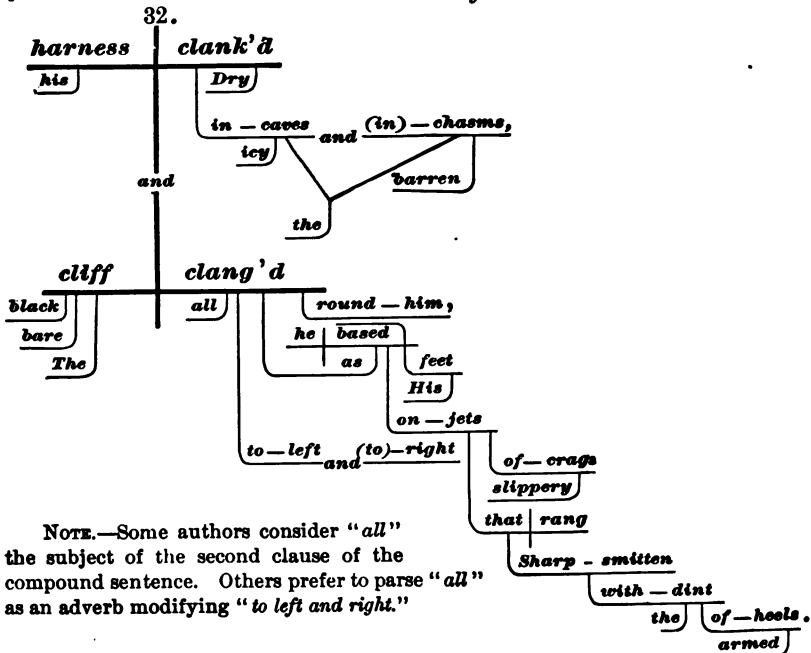 32.
harness clank'd
his Dry
in — caves and (in) — chasms,
icy
and barren
the
cliff clang'd
black all round — him,
bare he based
The as feet
His
on — jets
to — left and (to) — right of — crags
slippery
that rang
NOTE.—Some authors consider "all"
the subject of the second clause of the
compound sentence. Others prefer to parse "all"
as an adverb modifying "to left and right."
Sharp - smitten
with — dint
the of — heels.
armed